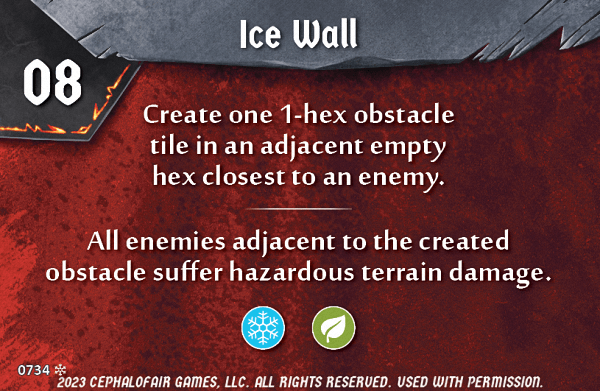 Ice Wall
08
Create one 1-hex obstacle
tile in an adjacent empty
hex closest to an enemy.
All enemies adjacent to the created
obstacle suffer hazardous terrain damage.
0734
2023 CEPHALOFAIR GAMES, LLC. ALL RIGHTS RESERVED. USED WITH PERMISSION.